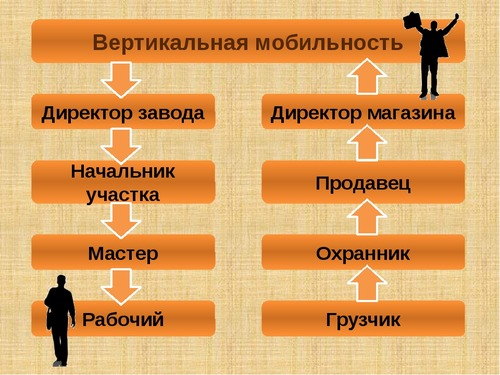 Вертикальная мобильность
Директор завода
Директор магазина
Начальник
участка
Продавец
Мастер
Охранник
Рабочий
Грузчик